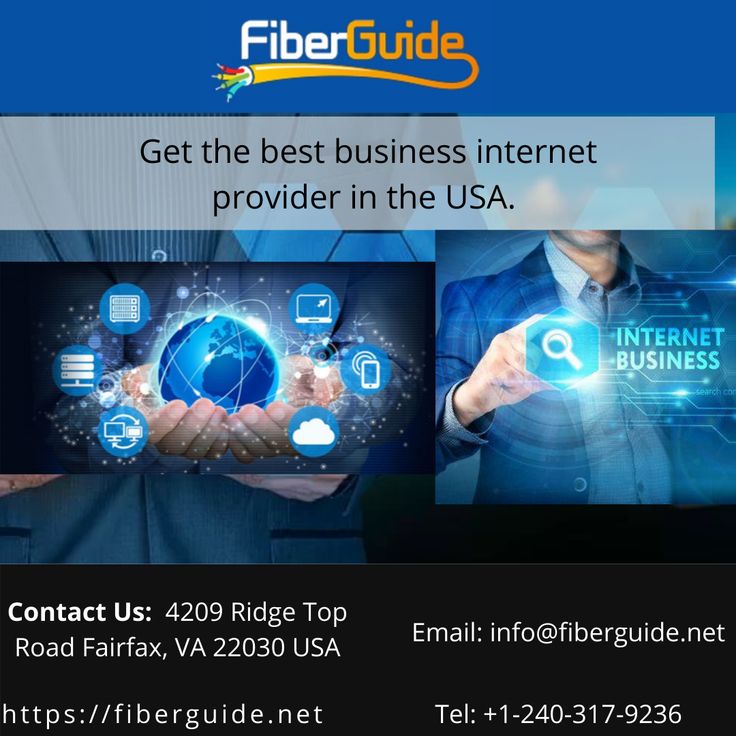 FiberGuide
Get the best business internet
provider in the USA.
INTERNET
BUSINESS
Contact Us: 4209 Ridge Top
Road Fairfax, VA 22030 USA
Email: info@fiberguide.net
https://fiberguide.net
Tel: +1-240-317-9236